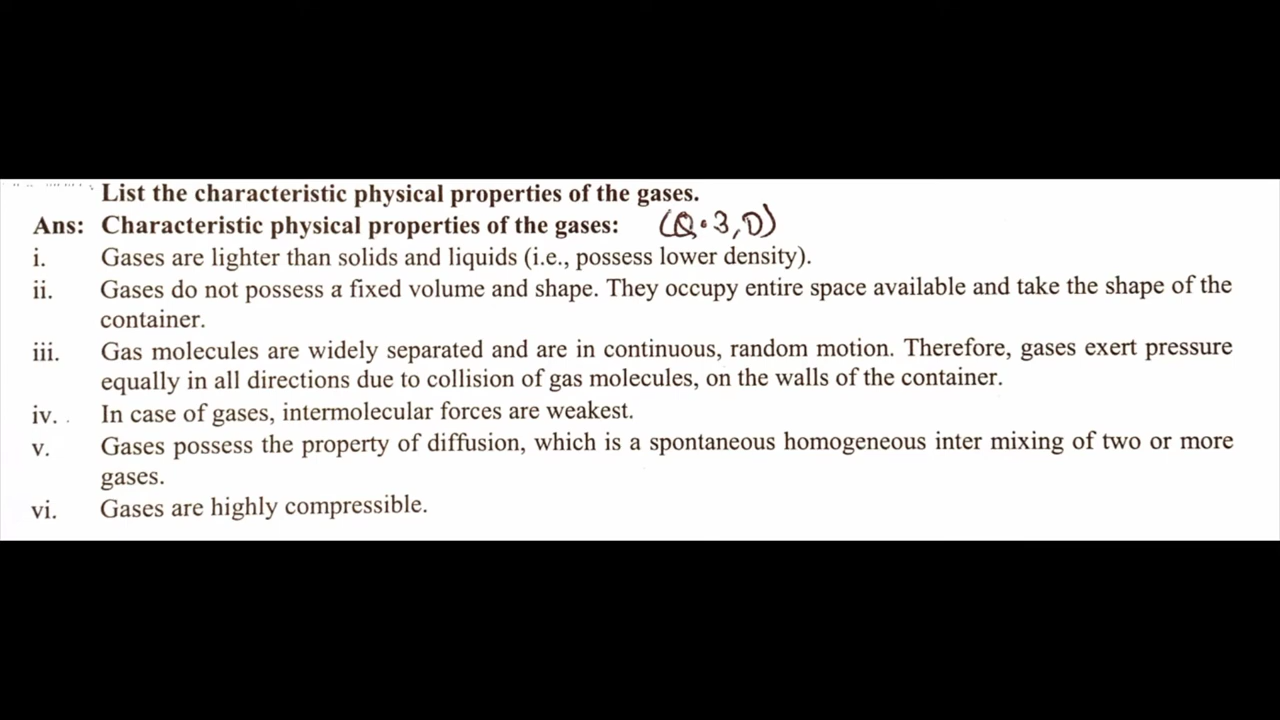 List the characteristic physical properties of the gases.
Ans: Characteristic physical properties of the gases: (Q.3,D)
i. Gases are lighter than solids and liquids (i.e., possess lower density).
ii. Gases do not possess a fixed volume and shape. They occupy entire space available and take the shape of the
container.
iii. Gas molecules are widely separated and are in continuous, random motion. Therefore, gases exert pressure
equally in all directions due to collision of gas molecules, on the walls of the container.
iv. In case of gases, intermolecular forces are weakest.
v. Gases possess the property of diffusion, which is a spontaneous homogeneous inter mixing of two or more
gases.
vi. Gases are highly compressible.